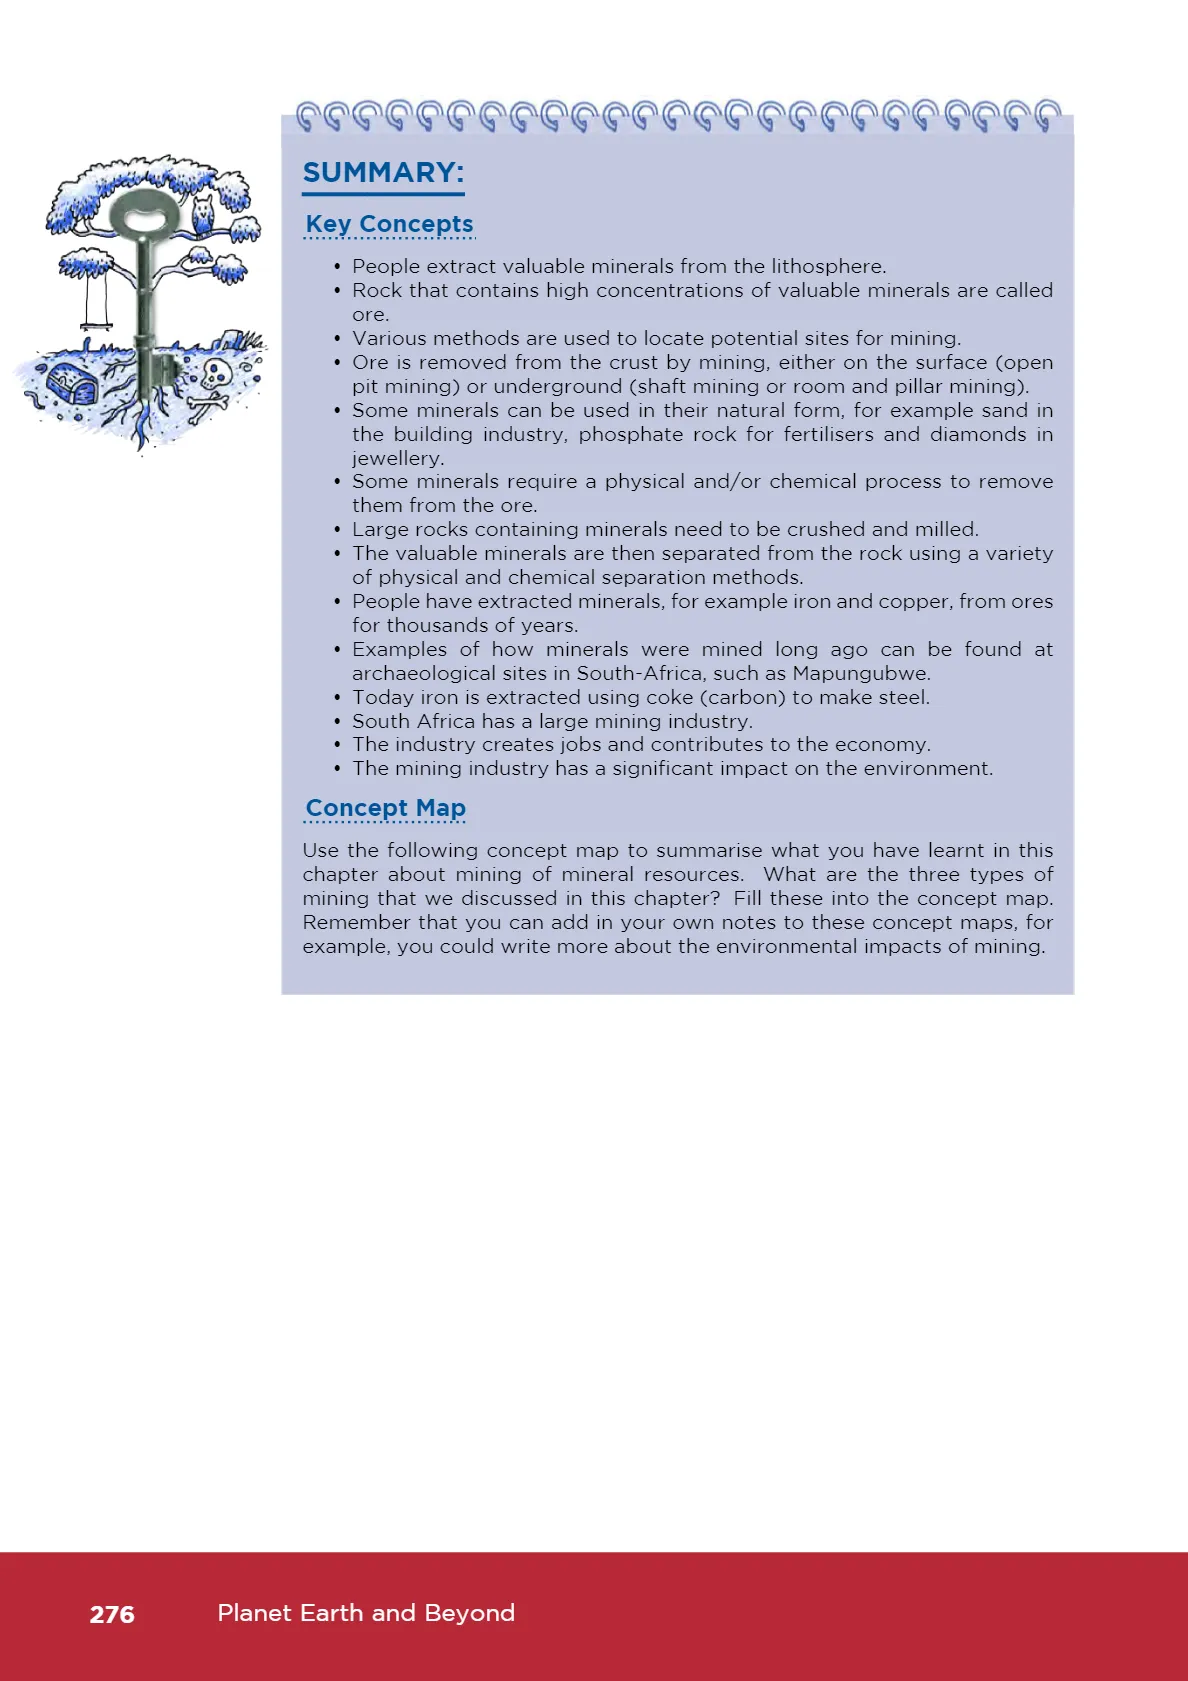 SUMMARY:
Key Concepts
• People extract valuable minerals from the lithosphere.
• Rock that contains high concentrations of valuable minerals are called
ore.
• Various methods are used to locate potential sites for mining.
• Ore is removed from the crust by mining, either on the surface (open
pit mining) or underground (shaft mining or room and pillar mining).
• Some minerals can be used in their natural form, for example sand in
the building industry, phosphate rock for fertilisers and diamonds in
jewellery.
• Some minerals require a physical and/or chemical process to remove
them from the ore.
• Large rocks containing minerals need to be crushed and milled.
• The valuable minerals are then separated from the rock using a variety
of physical and chemical separation methods.
• People have extracted minerals, for example iron and copper, from ores
for thousands of years.
• Examples of how minerals were mined long ago can be found at
archaeological sites in South-Africa, such as Mapungubwe.
• Today iron is extracted using coke (carbon) to make steel.
• South Africa has a large mining industry.
• The industry creates jobs and contributes to the economy.
• The mining industry has a significant impact on the environment.
Concept Map
Use the following concept map to summarise what you have learnt in this
chapter about mining of mineral resources. What are the three types of
mining that we discussed in this chapter? Fill these into the concept map.
Remember that you can add in your own notes to these concept maps, for
example, you could write more about the environmental impacts of mining.
276 Planet Earth and Beyond